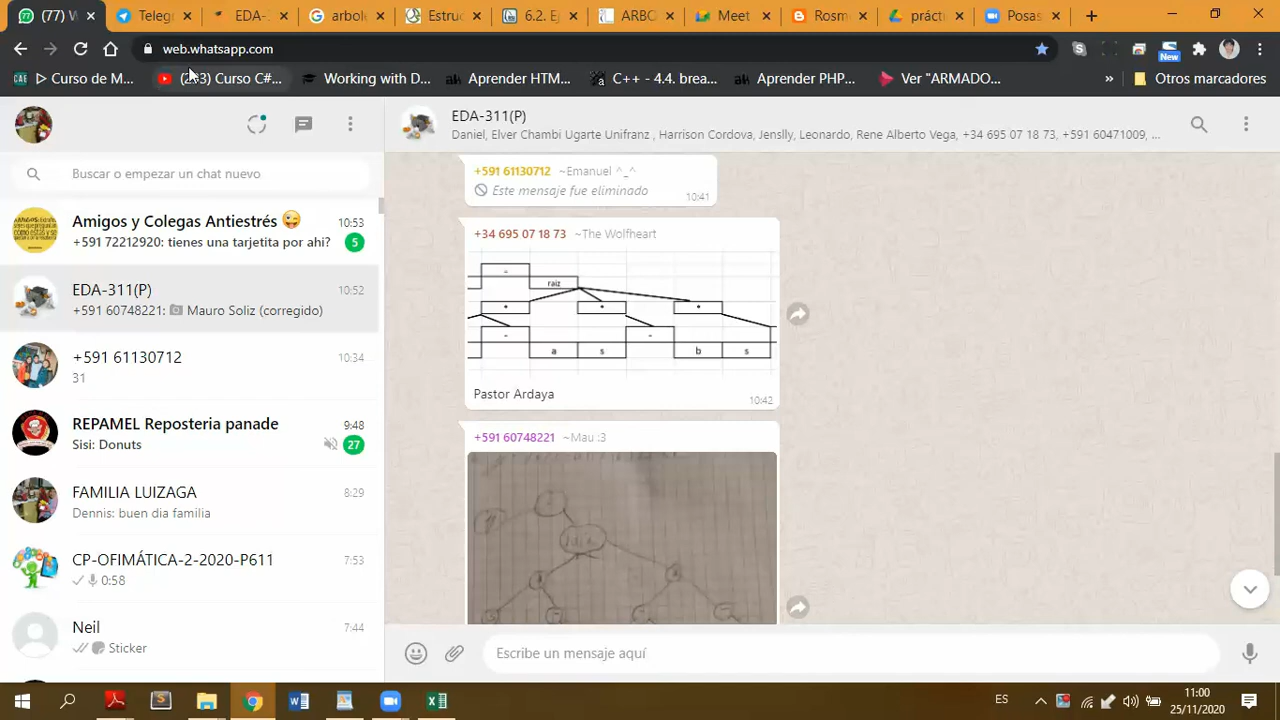 (77) W
Telegr
EDA-
arbole
Estruc
6.2. Ej
ARBO
Meet
Rosm
prácti
Posas
web.whatsapp.com
New
▷ Curso de M...
Curso C#...
Working with D...
Aprender HTM...
C++ - 4.4. brea...
Aprender PHP...
Ver "ARMADO...
»
Otros marcadores
Buscar o empezar un chat nuevo
Amigos y Colegas Antiestrés 😜
10:53
+591 72212920: tienes una tarjetita por ahi?
5
EDA-311(P)
10:52
+591 60748221: Mauro Soliz (corregido)
+591 61130712
10:34
31
REPAMEL Reposteria panade
9:48
Sisi: Donuts
27
FAMILIA LUIZAGA
8:29
Dennis: buen dia familia
CP-OFIMÁTICA-2-2020-P611
7:53
0:58
Neil
7:44
Sticker
EDA-311(P)
Daniel, Elver Chambi Ugarte Unifranz , Harrison Cordova, Jenslly, Leonardo, Rene Alberto Vega, +34 695 07 18 73, +591 60471009, ...
+591 61130712 ~Emanuel ^_^
Este mensaje fue eliminado
10:41
+34 695 07 18 73 ~The Wolfheart
-
raiz
* * *
- -
a s b s
Pastor Ardaya
10:42
+591 60748221 ~Mau :3
Escribe un mensaje aquí
ES
11:00
25/11/2020